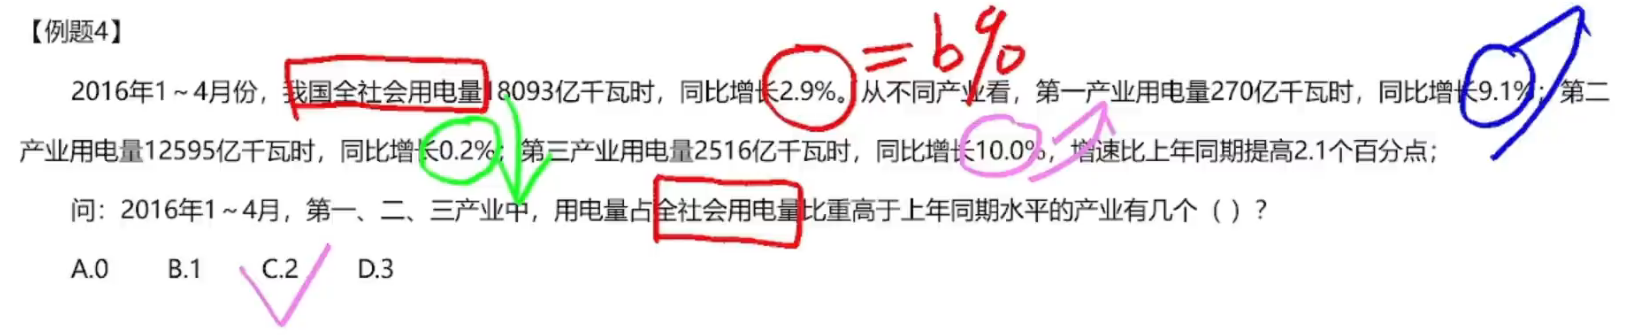 【例题4】
= b%
2016年1~4月份，我国全社会用电量18093亿千瓦时，同比增长2.9%。从不同产业看，第一产业用电量270亿千瓦时，同比增长9.1%；第二
产业用电量12595亿千瓦时，同比增长0.2%；第三产业用电量2516亿千瓦时，同比增长10.0%，增速比上年同期提高2.1个百分点；
问：2016年1~4月，第一、二、三产业中，用电量占全社会用电量比重高于上年同期水平的产业有几个（ ）？
A.0 B.1 C.2 D.3